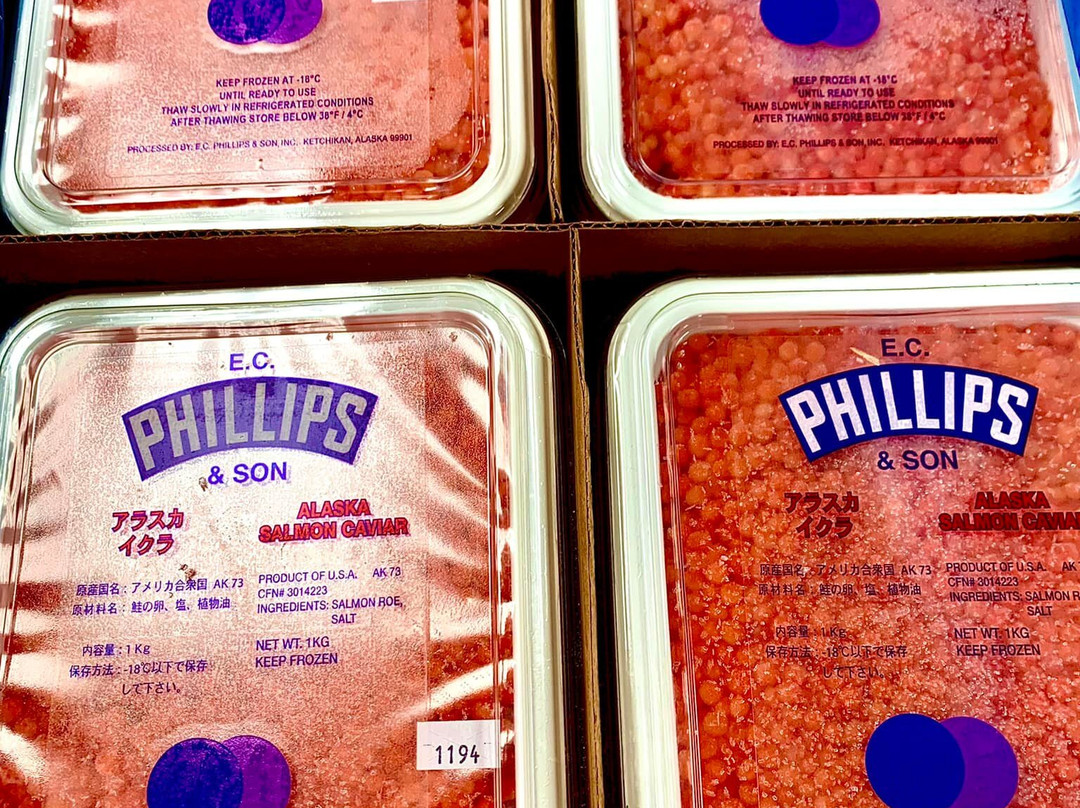 KEEP FROZEN AT -18°C
UNTIL READY TO USE
THAW SLOWLY IN REFRIGERATED CONDITIONS
AFTER THAWING STORE BELOW 38°F / 4°C
PROCESSED BY: E.C. PHILLIPS & SON, INC. KETCHIKAN, ALASKA 99901
KEEP FROZEN AT -18°C
UNTIL READY TO USE
THAW SLOWLY IN REFRIGERATED CONDITIONS
AFTER THAWING STORE BELOW 38°F / 4°C
PROCESSED BY: E.C. PHILLIPS & SON, INC. KETCHIKAN, ALASKA 99901
E.C.
PHILLIPS
& SON
アラスカ
イクラ
ALASKA
SALMON CAVIAR
原産国名：アメリカ合衆国 AK 73
原材料名：鮭の卵、塩、植物油
内容量：1 Kg
保存方法：-18℃以下で保存
して下さい。
PRODUCT OF U.S.A. AK 73
CFN# 3014223
INGREDIENTS: SALMON ROE,
SALT
NET WT. 1KG
KEEP FROZEN
1194
E.C.
PHILLIPS
& SON
アラスカ
イクラ
ALASKA
SALMON CAVIAR
原産国名：アメリカ合衆国 AK 73
原材料名：鮭の卵、塩、植物油
内容量：1 Kg
保存方法：-18℃以下で保存
して下さい。
PRODUCT OF U.S.A. AK
CFN# 3014223
INGREDIENTS: SALMON R
SALT
NET WT. 1KG
KEEP FROZEN